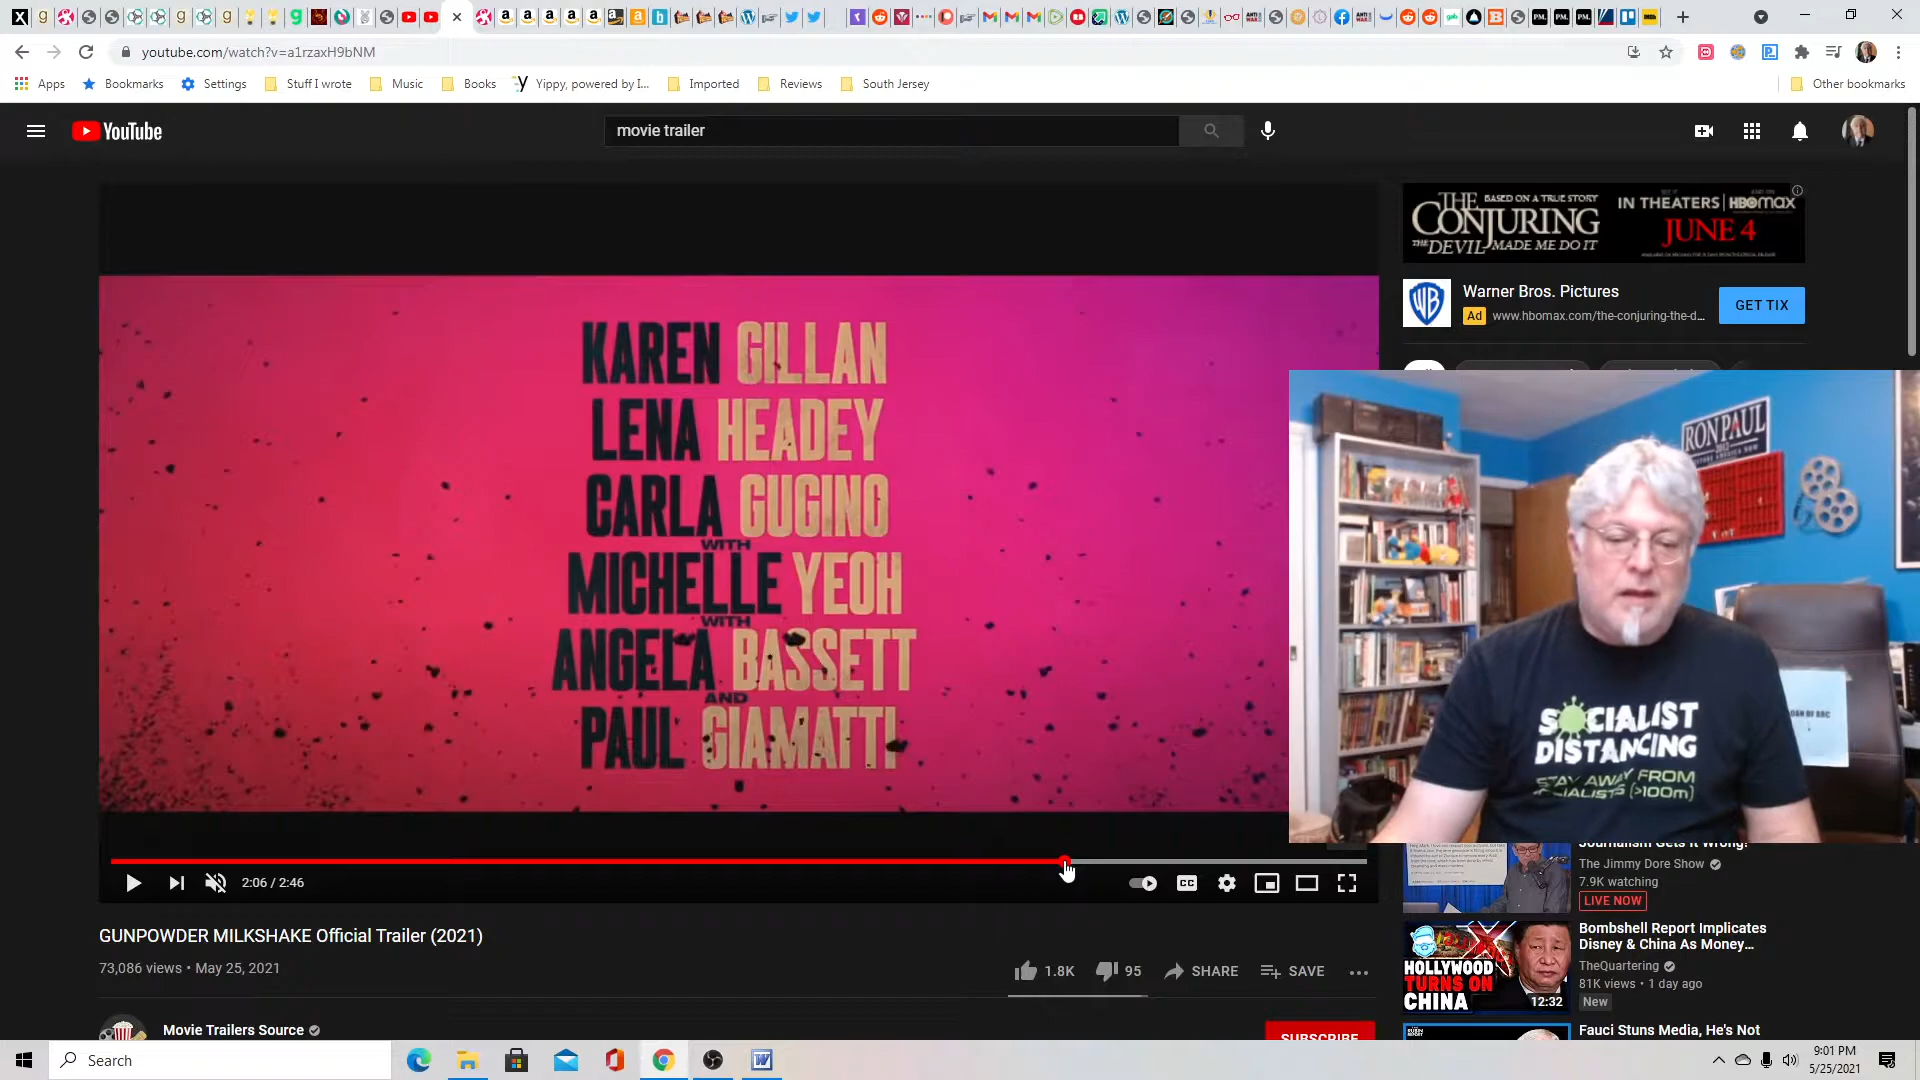 youtube.com/watch?v=a1rzaxH9bNM
Apps
Bookmarks
Settings
Stuff I wrote
Music
Books
Yippy, powered by I...
Imported
Reviews
South Jersey
Other bookmarks
YouTube
movie trailer
KAREN GILLAN
LENA HEADEY
CARLA GUGINO
WITH
MICHELLE YEOH
WITH
ANGELA BASSETT
AND
PAUL GIAMATTI
THE CONJURING
BASED ON A TRUE STORY
THE DEVIL MADE ME DO IT
IN THEATERS | HBOMAX
JUNE 4
Warner Bros. Pictures
Ad www.hbomax.com/the-conjuring-the-d...
GET TIX
RON PAUL
SOCIALIST
DISTANCING
STAY AWAY FROM
(>100m)
2:06 / 2:46
CC
GUNPOWDER MILKSHAKE Official Trailer (2021)
73,086 views • May 25, 2021
1.8K
95
SHARE
SAVE
Movie Trailers Source
SUBSCRIBE
Journalism Gets It Wrong!
The Jimmy Dore Show
7.9K watching
LIVE NOW
HOLLYWOOD
TURNS ON
CHINA
12:32
Bombshell Report Implicates
Disney & China As Money...
TheQuartering
81K views • 1 day ago
New
Fauci Stuns Media, He's Not
Search
9:01 PM
5/25/2021